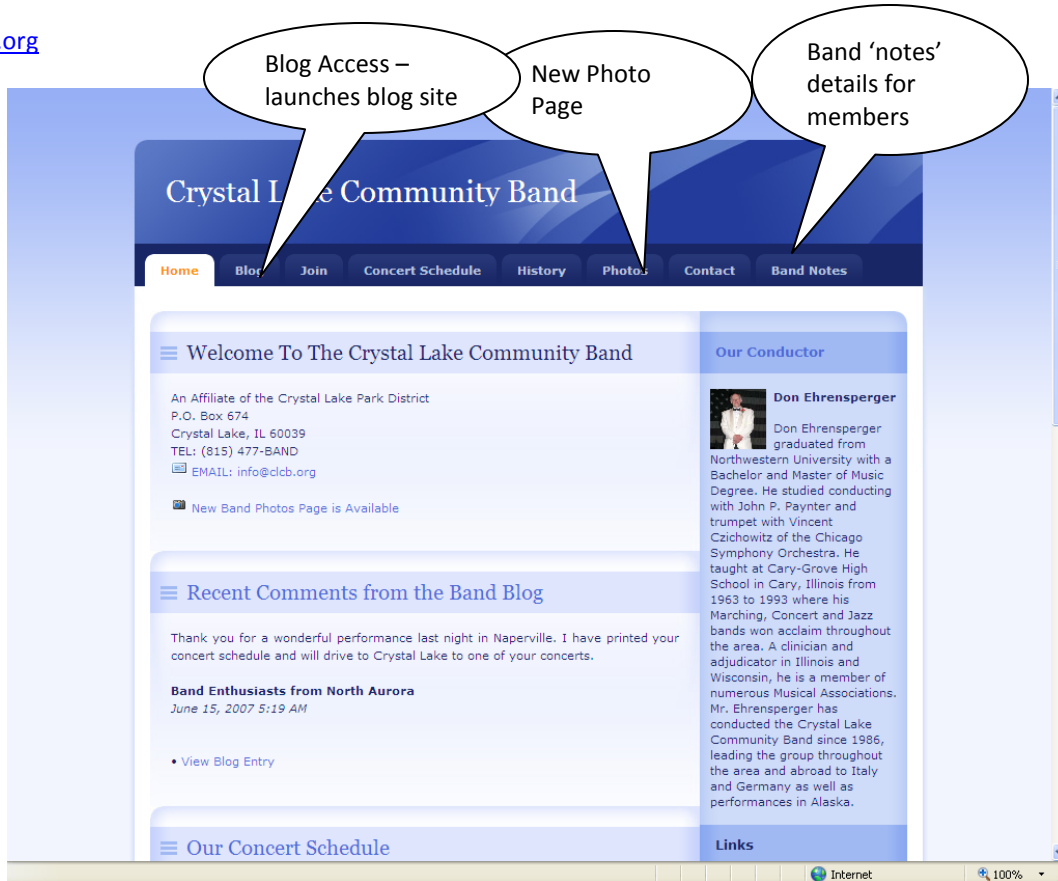 .org
Blog Access –
launches blog site
New Photo
Page
Band ‘notes’
details for
members
Crystal L e Community Band
Home Blog Join Concert Schedule History Photos Contact Band Notes
Welcome To The Crystal Lake Community Band
An Affiliate of the Crystal Lake Park District
P.O. Box 674
Crystal Lake, IL 60039
TEL: (815) 477-BAND
EMAIL: info@clcb.org
New Band Photos Page is Available
Recent Comments from the Band Blog
Thank you for a wonderful performance last night in Naperville. I have printed your
concert schedule and will drive to Crystal Lake to one of your concerts.
Band Enthusiasts from North Aurora
June 15, 2007 5:19 AM
• View Blog Entry
Our Concert Schedule
Our Conductor
Don Ehrensperger
Don Ehrensperger
graduated from
Northwestern University with a
Bachelor and Master of Music
Degree. He studied conducting
with John P. Paynter and
trumpet with Vincent
Czichowitz of the Chicago
Symphony Orchestra. He
taught at Cary-Grove High
School in Cary, Illinois from
1963 to 1993 where his
Marching, Concert and Jazz
bands won acclaim throughout
the area. A clinician and
adjudicator in Illinois and
Wisconsin, he is a member of
numerous Musical Associations.
Mr. Ehrensperger has
conducted the Crystal Lake
Community Band since 1986,
leading the group throughout
the area and abroad to Italy
and Germany as well as
performances in Alaska.
Links
Internet 100%